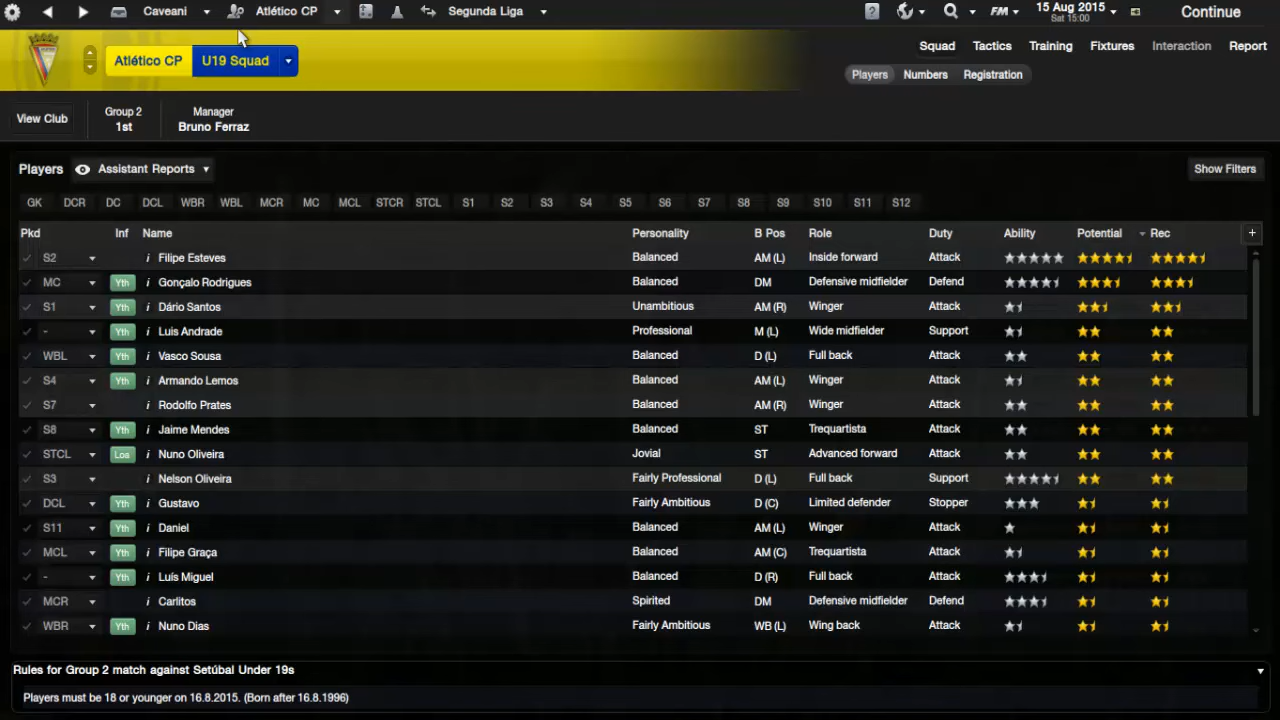 Caveani Atlético CP Segunda Liga ? FM 15 Aug 2015 Sat 15:00 Continue
Atlético CP U19 Squad Squad Tactics Training Fixtures Interaction Report
Players Numbers Registration
View Club Group 2 1st Manager Bruno Ferraz
Players Assistant Reports Show Filters
GK DCR DC DCL WBR WBL MCR MC MCL STCR STCL S1 S2 S3 S4 S5 S6 S7 S8 S9 S10 S11 S12
Pkd Inf Name Personality B Pos Role Duty Ability Potential Rec +
S2 i Filipe Esteves Balanced AM (L) Inside forward Attack
MC Yth i Gonçalo Rodrigues Balanced DM Defensive midfielder Defend
S1 Yth i Dário Santos Unambitious AM (R) Winger Attack
- Yth i Luis Andrade Professional M (L) Wide midfielder Support
WBL Yth i Vasco Sousa Balanced D (L) Full back Attack
S4 Yth i Armando Lemos Balanced AM (L) Winger Attack
S7 i Rodolfo Prates Balanced AM (R) Winger Attack
S8 Yth i Jaime Mendes Balanced ST Trequartista Attack
STCL Loa i Nuno Oliveira Jovial ST Advanced forward Attack
S3 i Nelson Oliveira Fairly Professional D (L) Full back Support
DCL Yth i Gustavo Fairly Ambitious D (C) Limited defender Stopper
S11 Yth i Daniel Balanced AM (L) Winger Attack
MCL Yth i Filipe Graça Balanced AM (C) Trequartista Attack
- Yth i Luís Miguel Balanced D (R) Full back Attack
MCR i Carlitos Spirited DM Defensive midfielder Defend
WBR Yth i Nuno Dias Fairly Ambitious WB (L) Wing back Attack
Rules for Group 2 match against Setúbal Under 19s
Players must be 18 or younger on 16.8.2015. (Born after 16.8.1996)